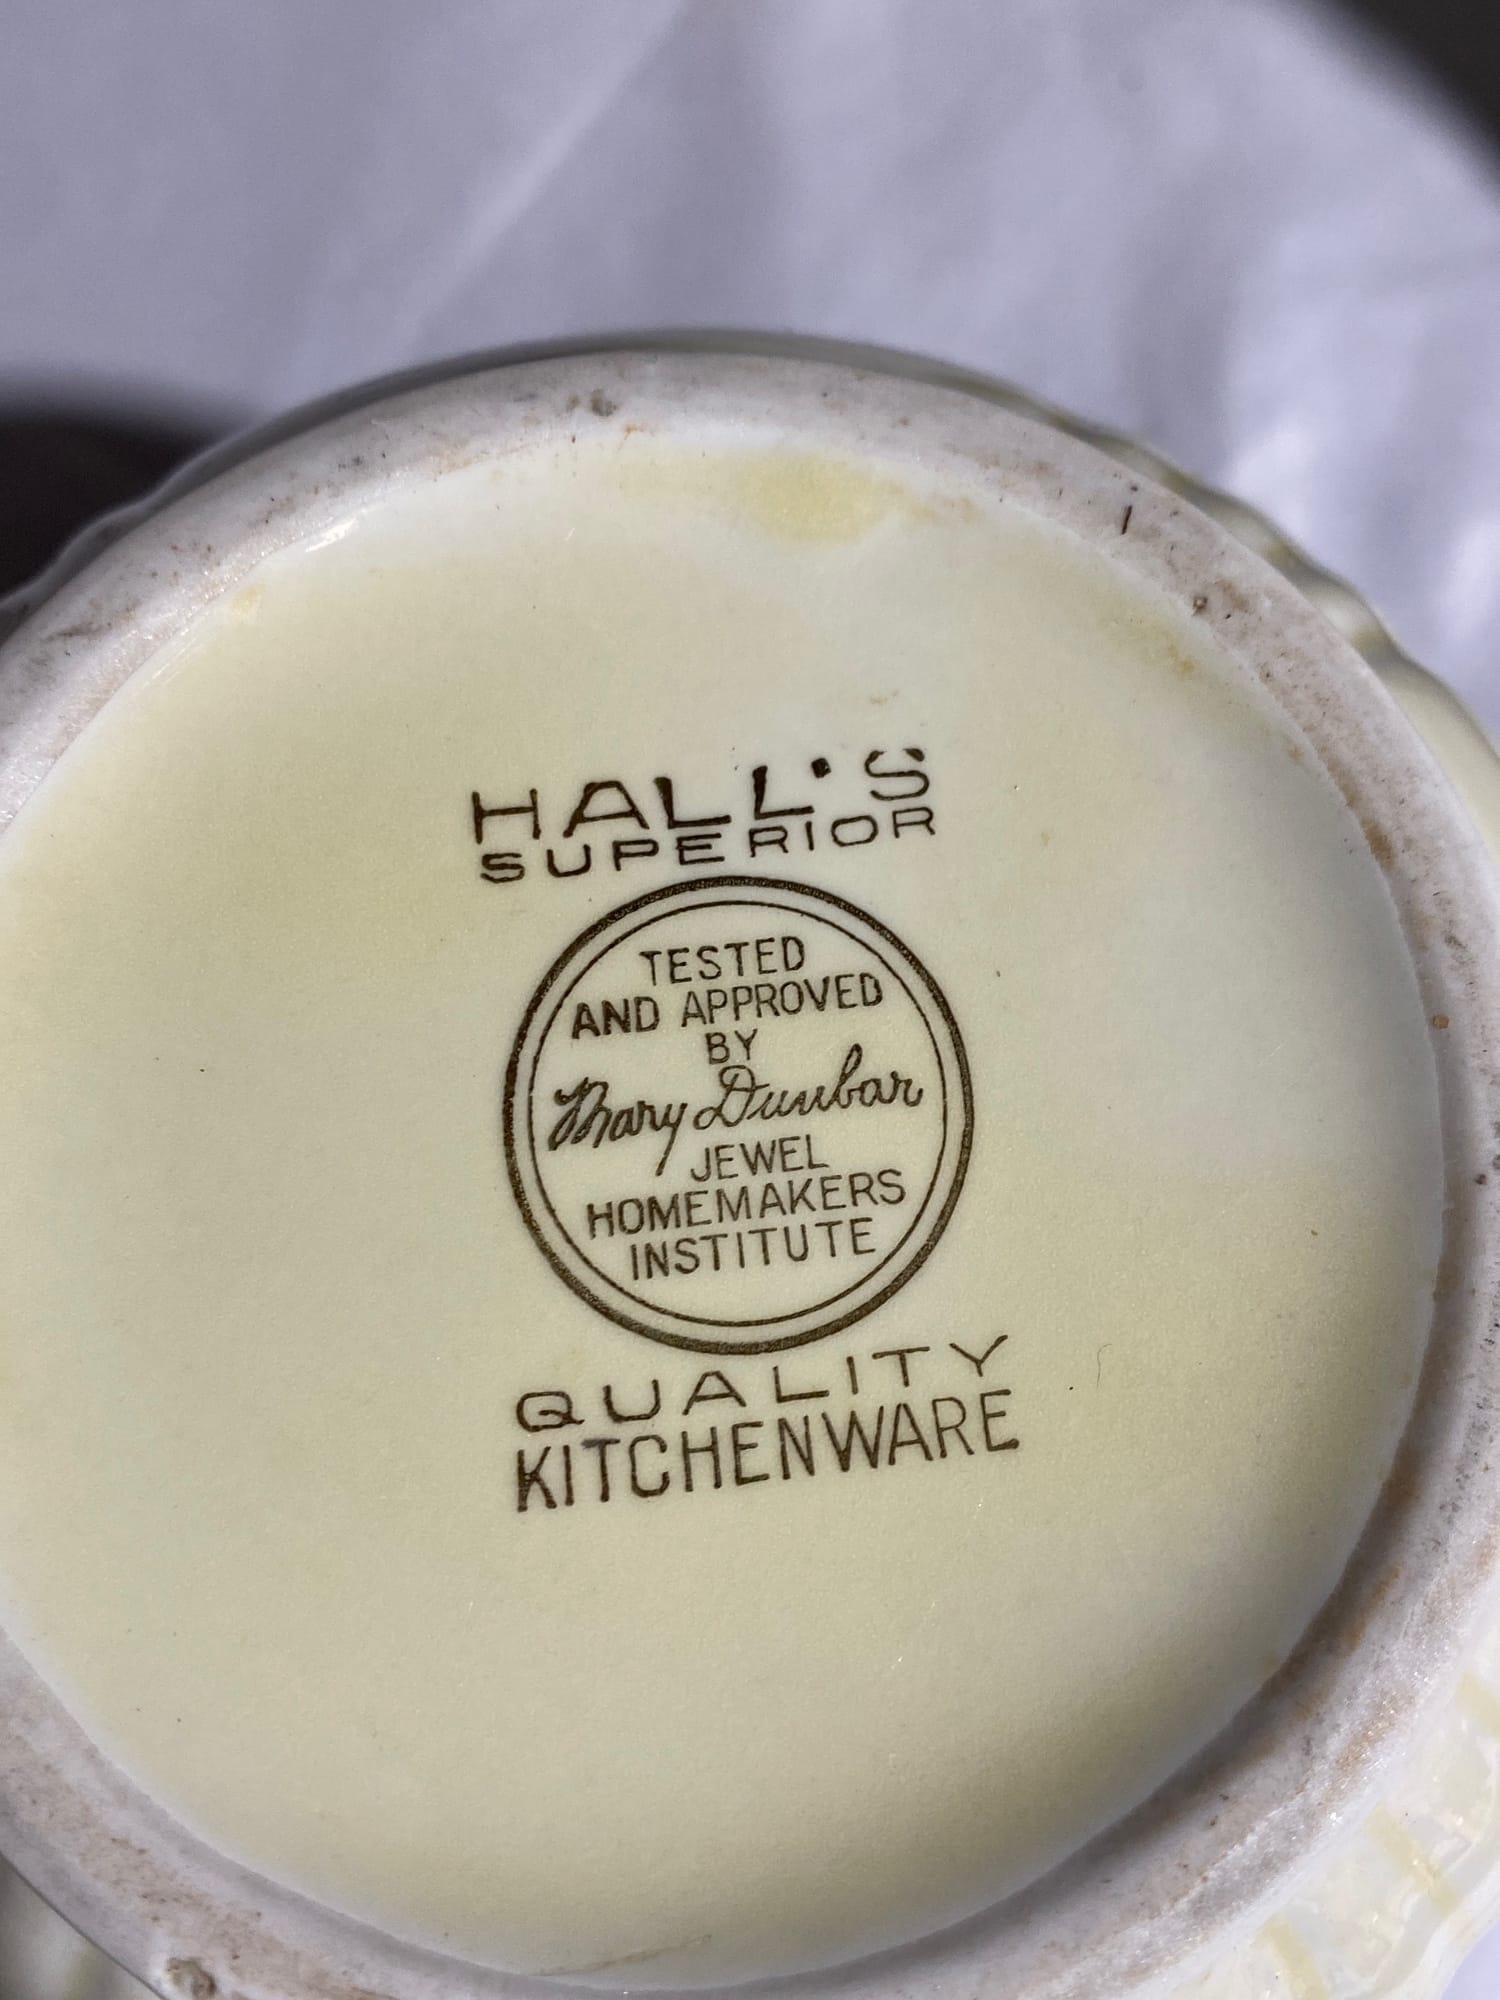 HALL'S
SUPERIOR
TESTED
AND APPROVED
BY
Mary Dunbar
JEWEL
HOMEMAKERS
INSTITUTE
QUALITY
KITCHENWARE